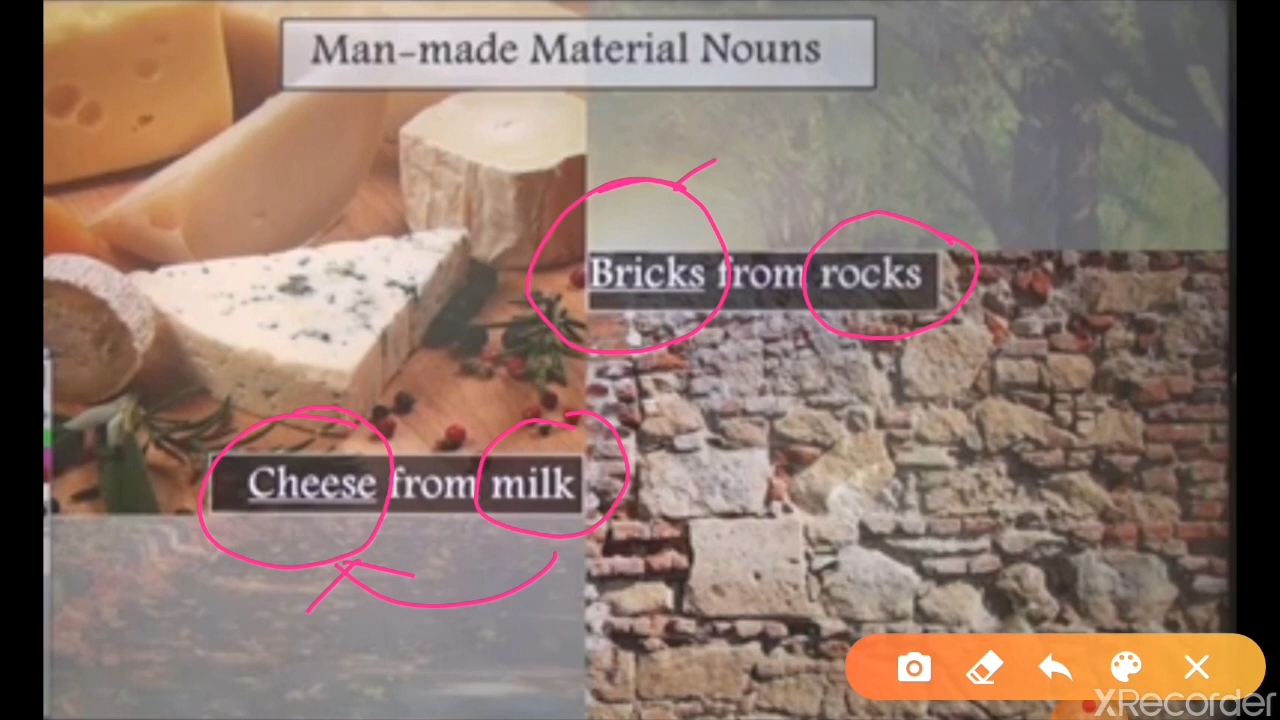 Man-made Material Nouns
Bricks from rocks
Cheese from milk
XRecorder